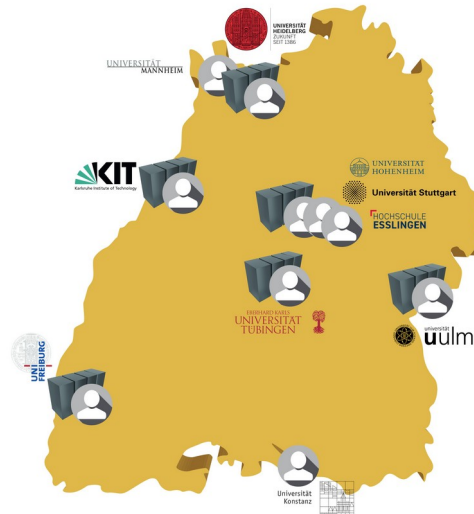 UNIVERSITÄT
HEIDELBERG
ZUKUNFT
SEIT 1386
UNIVERSITÄT
MANNHEIM
KIT
Karlsruhe Institute of Technology
UNIVERSITÄT
HOHENHEIM
Universität Stuttgart
HOCHSCHULE
ESSLINGEN
EBERHARD KARLS
UNIVERSITÄT
TÜBINGEN
universität
uulm
UNI
FREIBURG
Universität
Konstanz